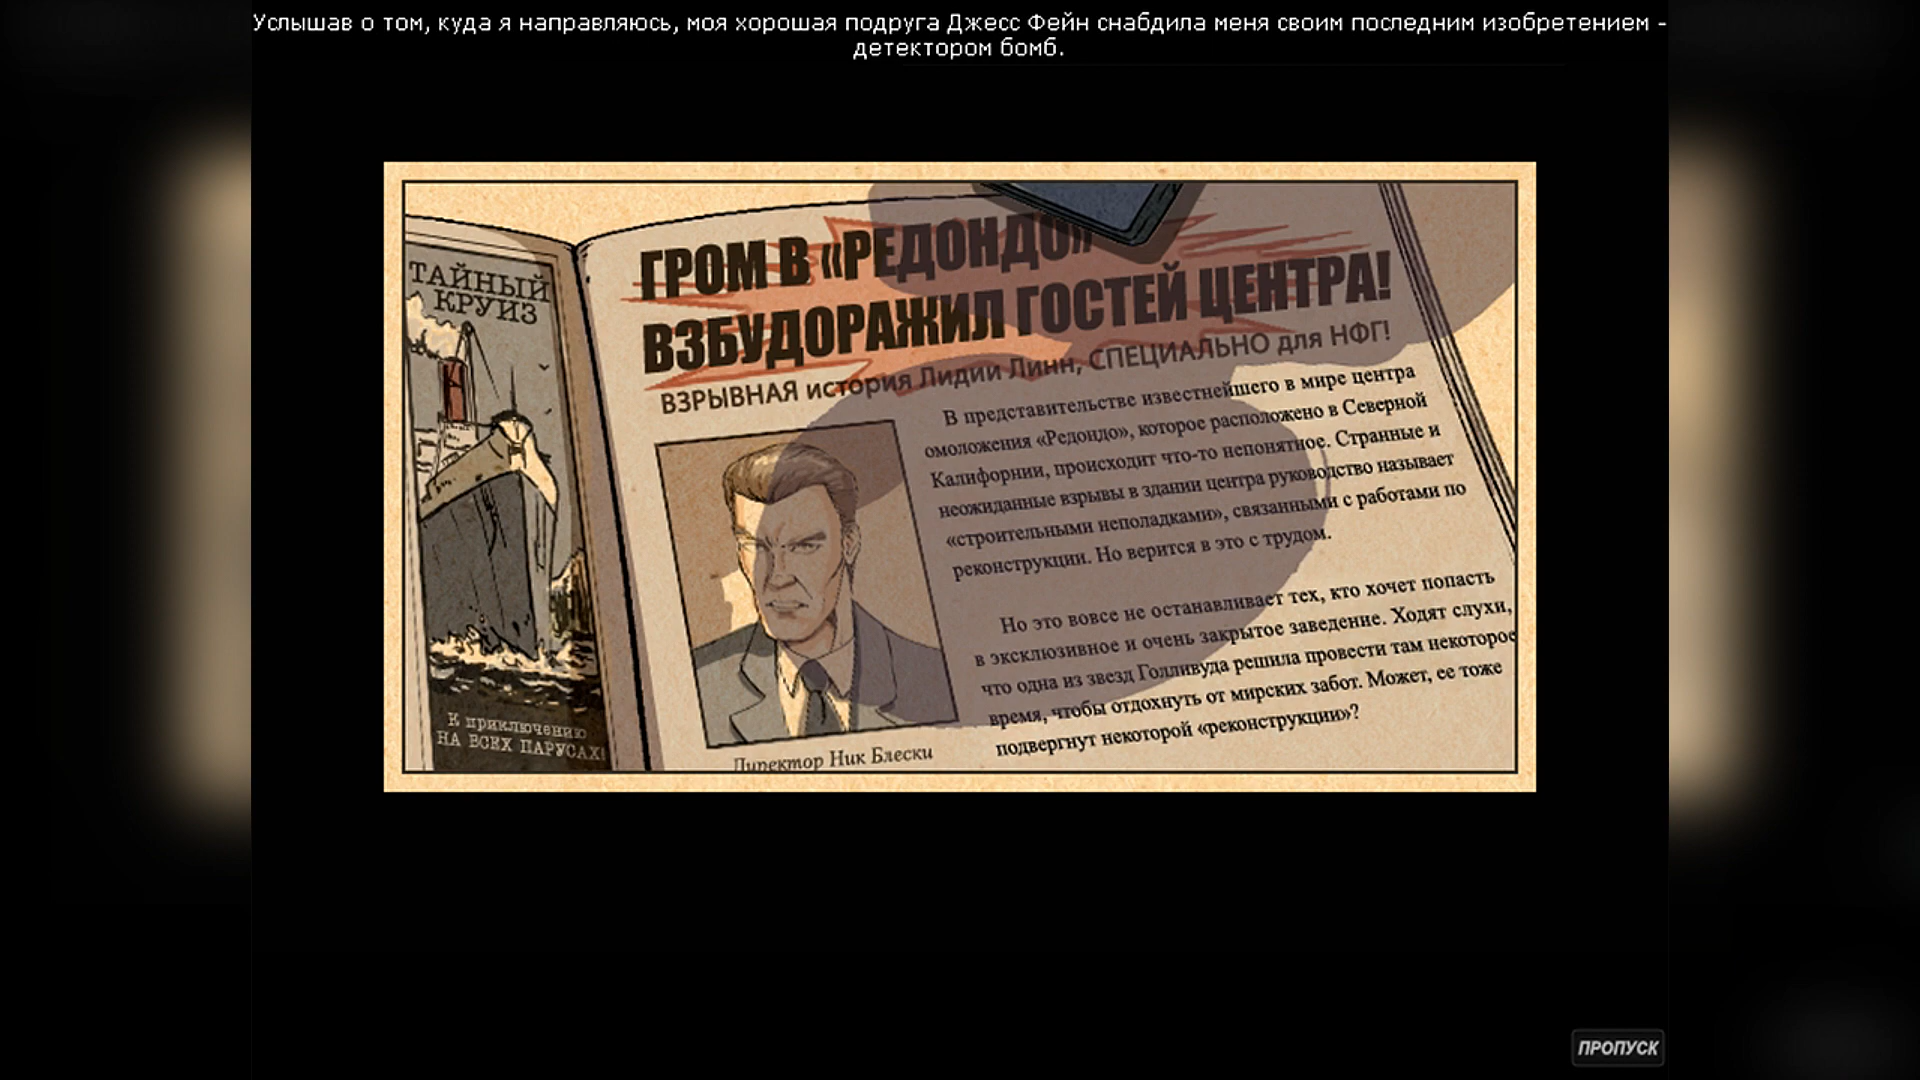 Услышав о том, куда я направляюсь, моя хорошая подруга Джесс Фейн снабдила меня своим последним изобретением -
детектором бомб.
ТАЙНЫЙ
КРУИЗ
К приключению
НА ВСЕХ ПАРУСАХ!
ГРОМ В «РЕДОНДО»
ВЗБУДОРАЖИЛ ГОСТЕЙ ЦЕНТРА!
ВЗРЫВНАЯ история Лидии Линн, СПЕЦИАЛЬНО для НФГ!
В представительстве известнейшего в мире центра
омоложения «Редондо», которое расположено в Северной
Калифорнии, происходит что-то непонятное. Странные и
неожиданные взрывы в здании центра руководство называет
«строительными неполадками», связанными с работами по
реконструкции. Но верится в это с трудом.
Но это вовсе не останавливает тех, кто хочет попасть
в эксклюзивное и очень закрытое заведение. Ходят слухи,
что одна из звезд Голливуда решила провести там некоторое
время, чтобы отдохнуть от мирских забот. Может, ее тоже
подвергнут некоторой «реконструкции»?
Директор Ник Блески
ПРОПУСК